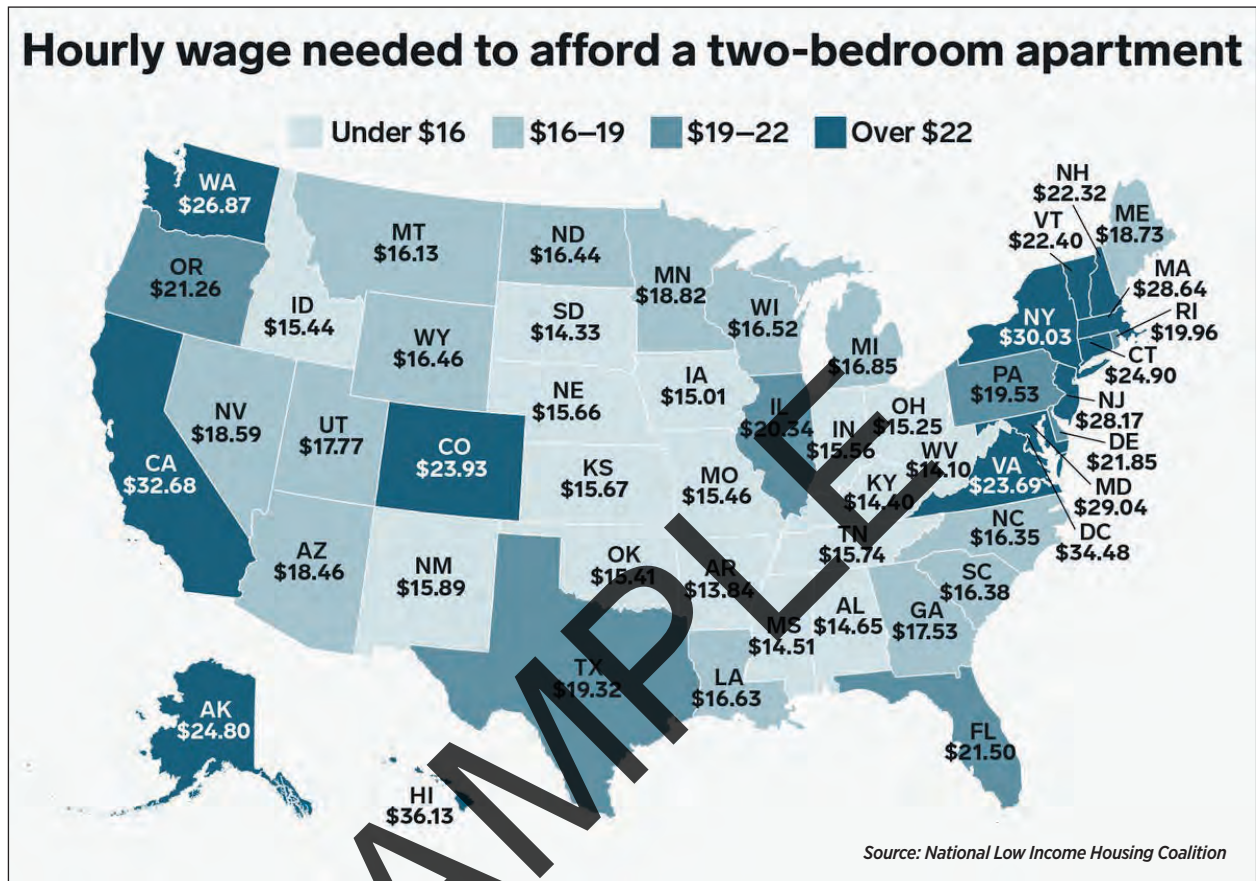 Hourly wage needed to afford a two-bedroom apartment
Under $16 $16–19 $19–22 Over $22
WA
$26.87
OR
$21.26
CA
$32.68
ID
$15.44
NV
$18.59
MT
$16.13
WY
$16.46
UT
$17.77
AZ
$18.46
CO
$23.93
NM
$15.89
ND
$16.44
SD
$14.33
NE
$15.66
KS
$15.67
OK
$15.41
TX
$19.32
MN
$18.82
IA
$15.01
MO
$15.46
AR
$13.84
LA
$16.63
WI
$16.52
IL
$20.34
MI
$16.85
IN
$15.56
OH
$15.25
KY
$14.40
WV
$14.10
TN
$15.74
MS
$14.51
AL
$14.65
GA
$17.53
FL
$21.50
SC
$16.38
NC
$16.35
VA
$23.69
PA
$19.53
NY
$30.03
NH
$22.32
VT
$22.40
ME
$18.73
MA
$28.64
RI
$19.96
CT
$24.90
NJ
$28.17
DE
$21.85
MD
$29.04
DC
$34.48
AK
$24.80
HI
$36.13
AMPLE
Source: National Low Income Housing Coalition